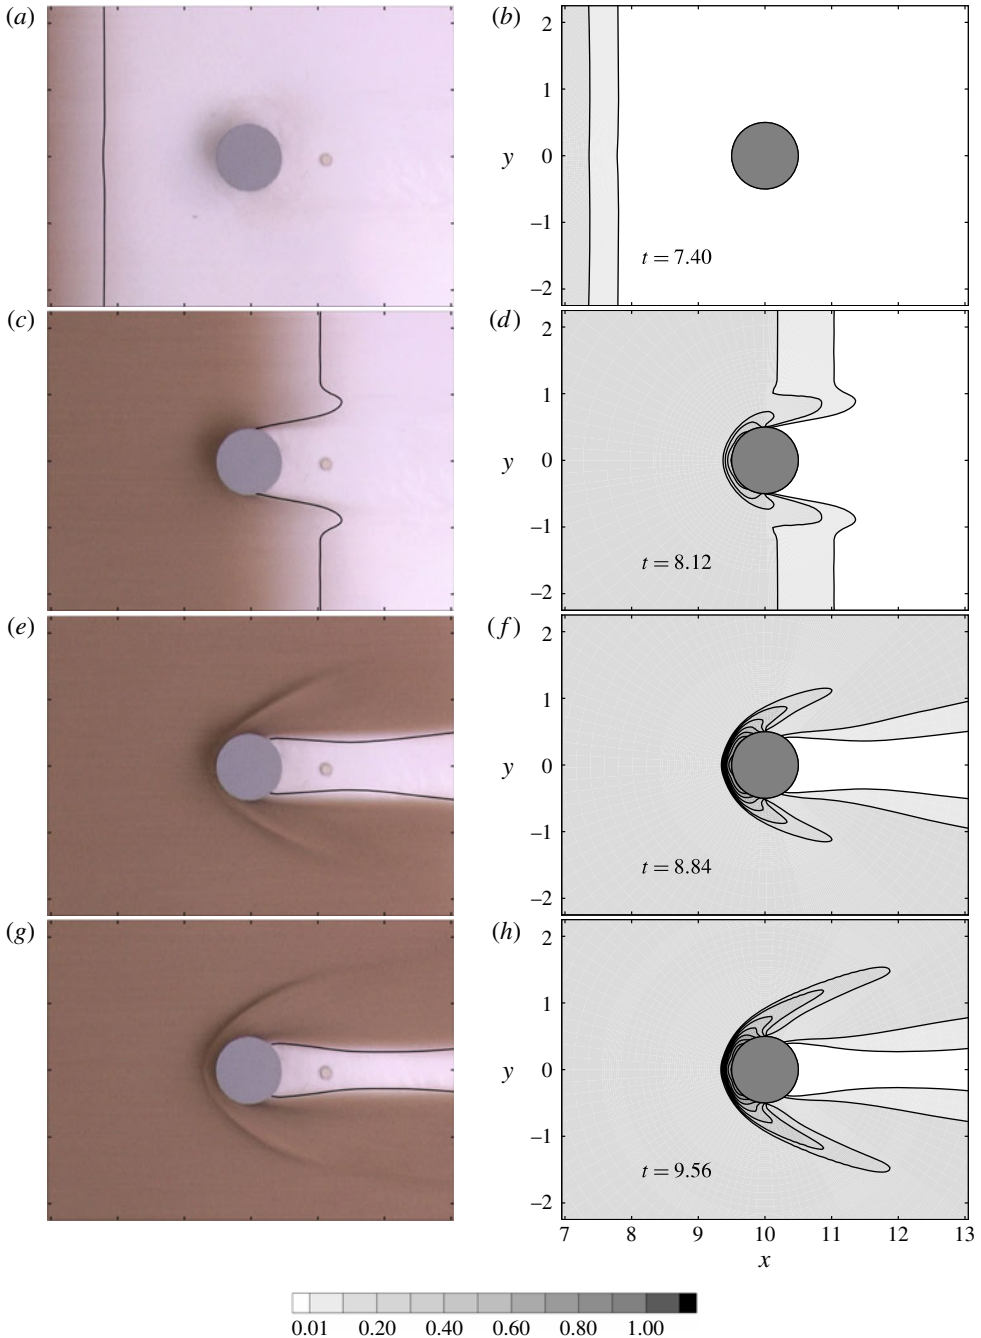 (a)
(b)
2
1
y 0
−1
t = 7.40
−2
(c)
(d)
2
1
y 0
−1
t = 8.12
−2
(e)
(f)
2
1
y 0
−1
t = 8.84
−2
(g)
(h)
2
1
y 0
−1
t = 9.56
−2
7 8 9 10 11 12 13
x
0.01 0.20 0.40 0.60 0.80 1.00